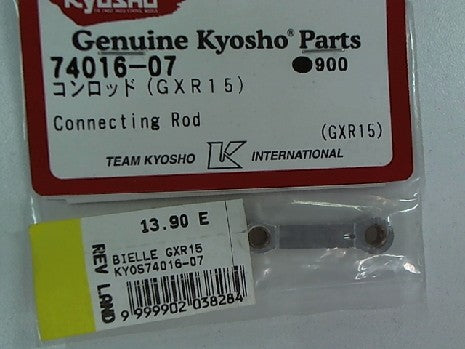 KYOSHO
Genuine Kyosho® Parts
74016-07 ●900
コンロッド(GXR15)
Connecting Rod
(GXR15)
TEAM KYOSHO K INTERNATIONAL
13.90 E
BIELLE GXR15
KYOS74016-07
REV LAND
9 999902 038284